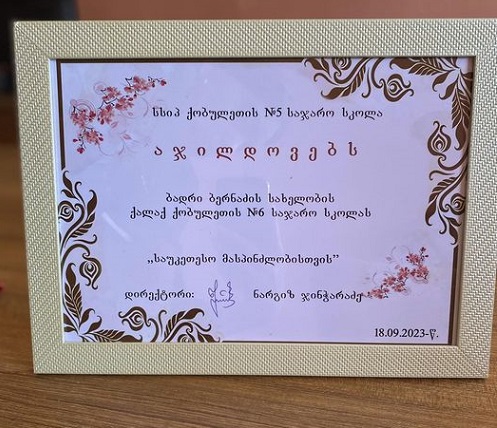 სსიპ ქობულეთის №5 საჯარო სკოლა
აჯილდოვებს
ბადრი ბერნაძის სახელობის
ქალაქ ქობულეთის №6 საჯარო სკოლას
„საუკეთესო მასპინძლობისთვის”
დირექტორი: ნარგიზ ჯინჭარაძე
18.09.2023-წ.